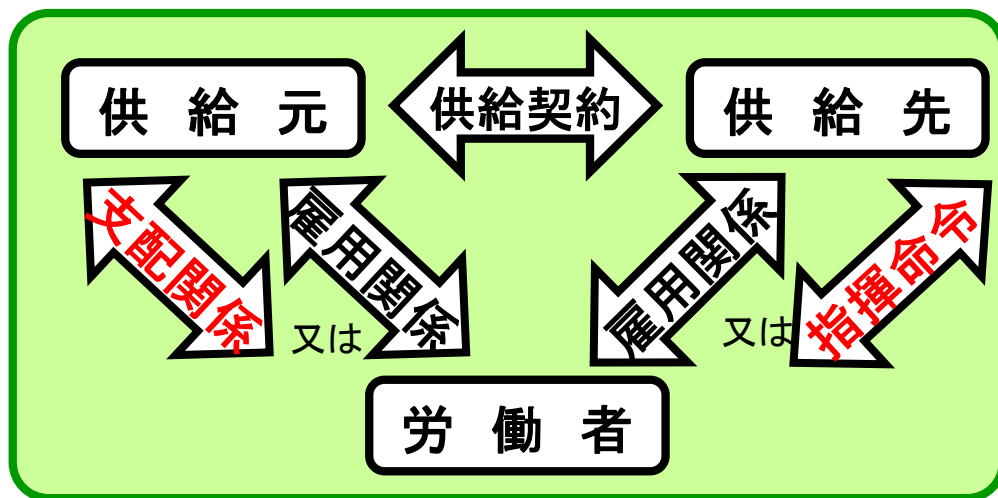 供給元
供給契約
供給先
支配関係
又は
雇用関係
雇用関係
又は
指揮命令
労働者